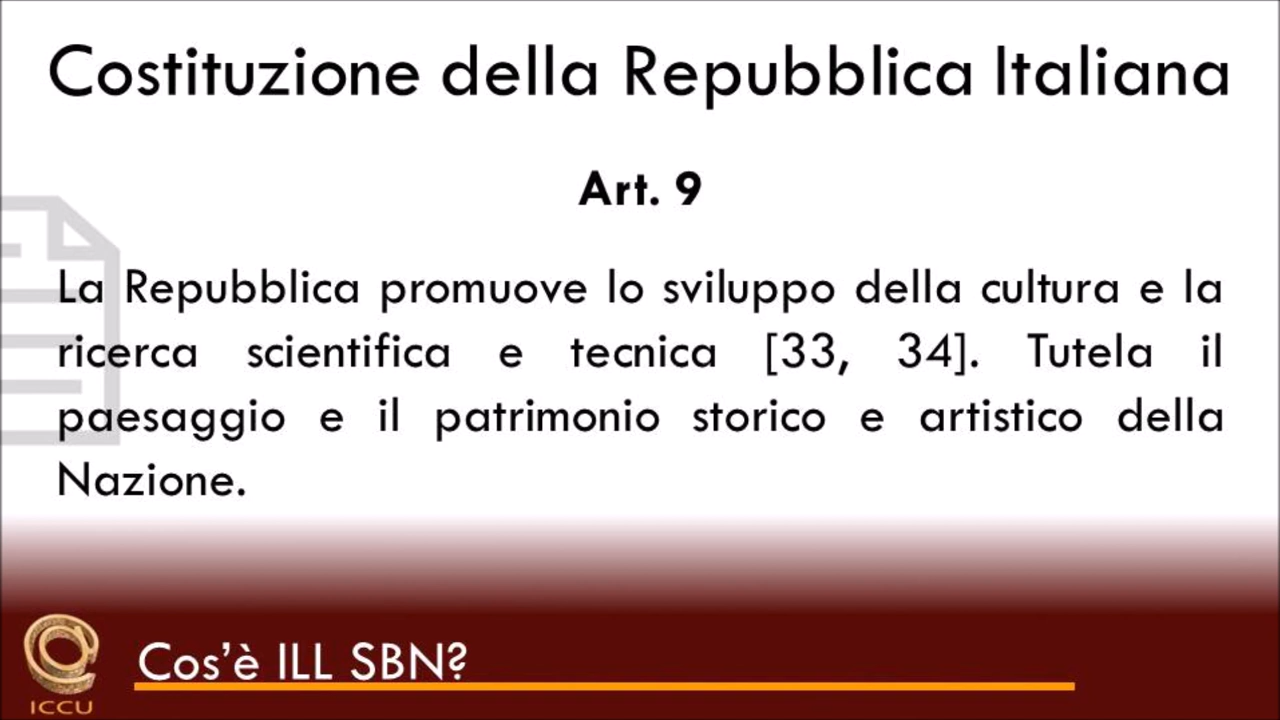 Costituzione della Repubblica Italiana
Art. 9
La Repubblica promuove lo sviluppo della cultura e la
ricerca scientifica e tecnica [33, 34]. Tutela il
paesaggio e il patrimonio storico e artistico della
Nazione.
Cos’è ILL SBN?
ICCU